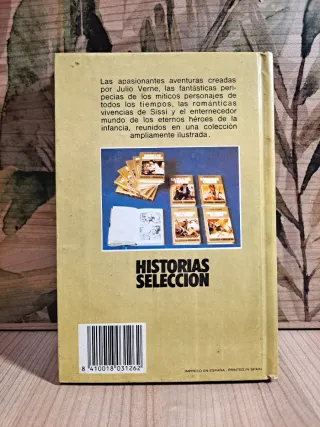 Las apasionantes aventuras creadas
por Julio Verne, las fantásticas peri-
pecias de los míticos personajes de
todos los tiempos, las románticas
vivencias de Sissi y el enternecedor
mundo de los eternos héroes de la
infancia, reunidos en una colección
ampliamente ilustrada.
HISTORIAS
SELECCION
8 410018 031262
IMPRESO EN ESPAÑA - PRINTED IN SPAIN